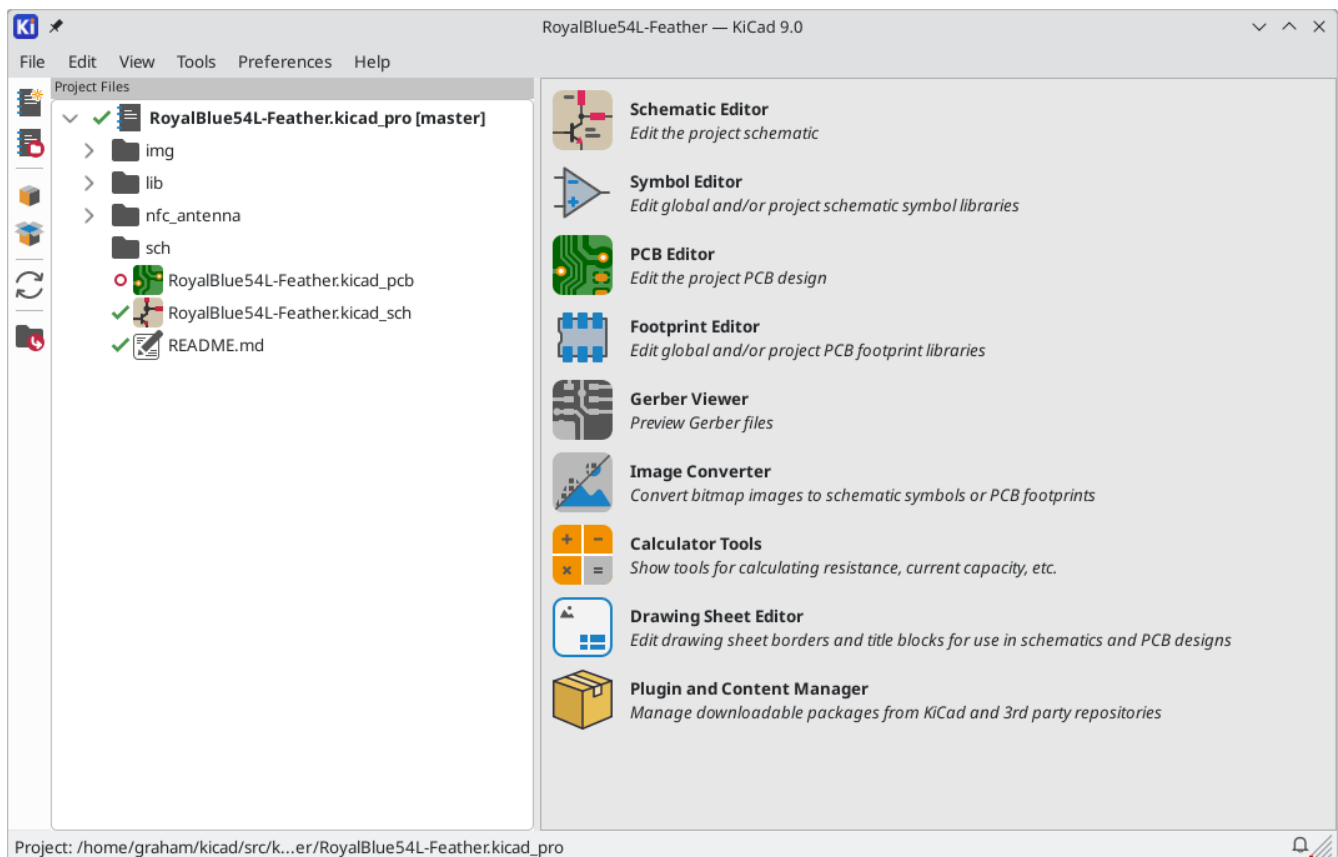 Ki
RoyalBlue54L-Feather — KiCad 9.0
File Edit View Tools Preferences Help
Project Files
RoyalBlue54L-Feather.kicad_pro [master]
img
lib
nfc_antenna
sch
RoyalBlue54L-Feather.kicad_pcb
RoyalBlue54L-Feather.kicad_sch
README.md
Schematic Editor
Edit the project schematic
Symbol Editor
Edit global and/or project schematic symbol libraries
PCB Editor
Edit the project PCB design
Footprint Editor
Edit global and/or project PCB footprint libraries
Gerber Viewer
Preview Gerber files
Image Converter
Convert bitmap images to schematic symbols or PCB footprints
Calculator Tools
Show tools for calculating resistance, current capacity, etc.
Drawing Sheet Editor
Edit drawing sheet borders and title blocks for use in schematics and PCB designs
Plugin and Content Manager
Manage downloadable packages from KiCad and 3rd party repositories
Project: /home/graham/kicad/src/k...er/RoyalBlue54L-Feather.kicad_pro